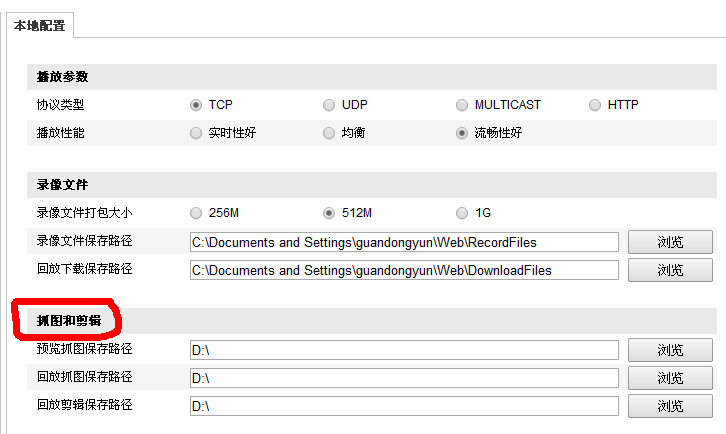 本地配置
播放参数
协议类型 TCP UDP MULTICAST HTTP
播放性能 实时性好 均衡 流畅性好
录像文件
录像文件打包大小 256M 512M 1G
录像文件保存路径 C:\Documents and Settings\guandongyun\Web\RecordFiles 浏览
回放下载保存路径 C:\Documents and Settings\guandongyun\Web\DownloadFiles 浏览
抓图和剪辑
预览抓图保存路径 D:\ 浏览
回放抓图保存路径 D:\ 浏览
回放剪辑保存路径 D:\ 浏览